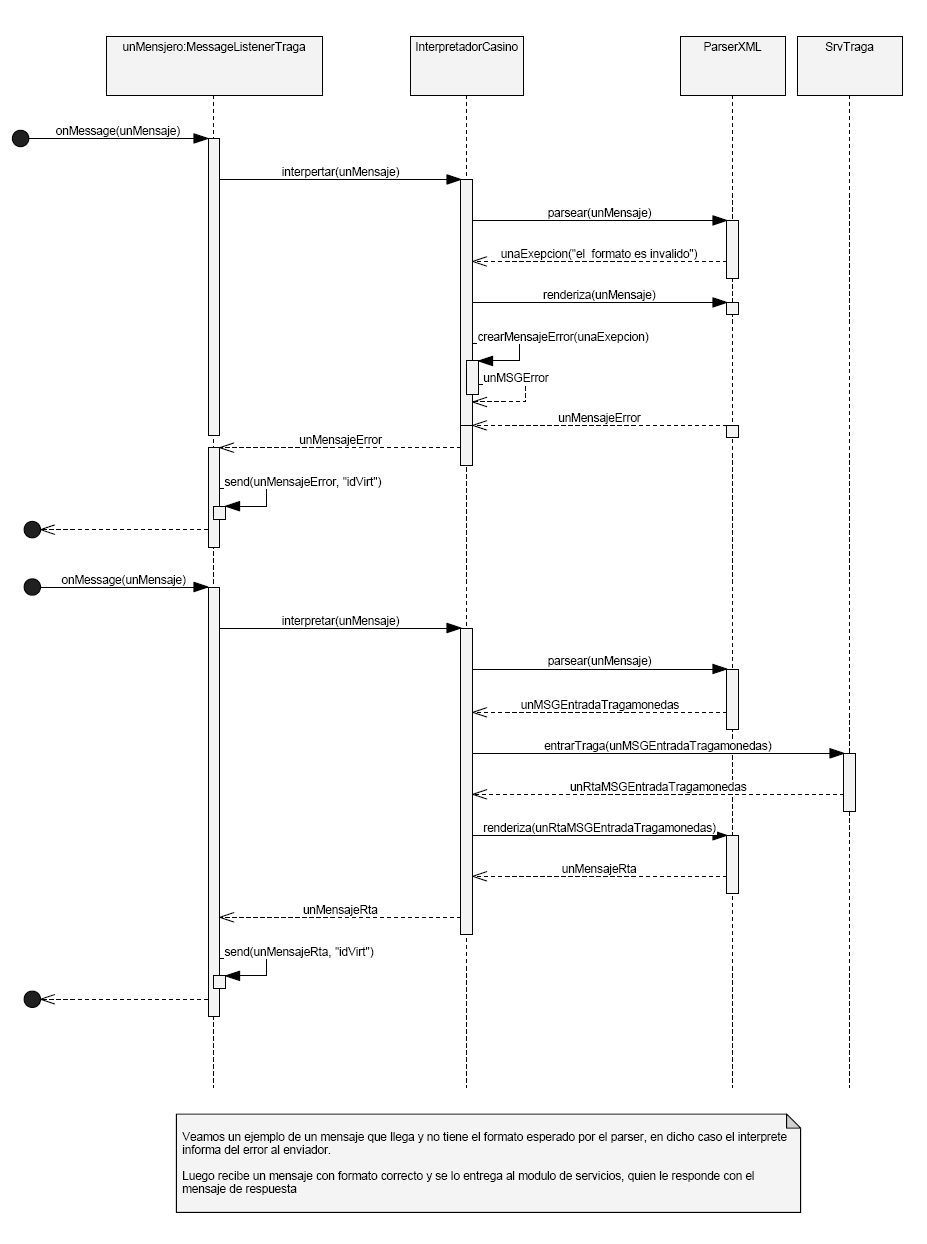 unMensjero:MessageListenerTraga
InterpretadorCasino
ParserXML
SrvTraga
onMessage(unMensaje)
interpertar(unMensaje)
parsear(unMensaje)
unaExepcion("el formato es invalido")
renderiza(unMensaje)
crearMensajeError(unaExepcion)
unMSGError
unMensajeError
unMensajeError
send(unMensajeError, "idVirt")
onMessage(unMensaje)
interpretar(unMensaje)
parsear(unMensaje)
unMSGEntradaTragamonedas
entrarTraga(unMSGEntradaTragamonedas)
unRtaMSGEntradaTragamonedas
renderiza(unRtaMSGEntradaTragamonedas)
unMensajeRta
unMensajeRta
send(unMensajeRta, "idVirt")
Veamos un ejemplo de un mensaje que llega y no tiene el formato esperado por el parser, en dicho caso el interprete
informa del error al enviador.
Luego recibe un mensaje con formato correcto y se lo entrega al modulo de servicios, quien le responde con el
mensaje de respuesta